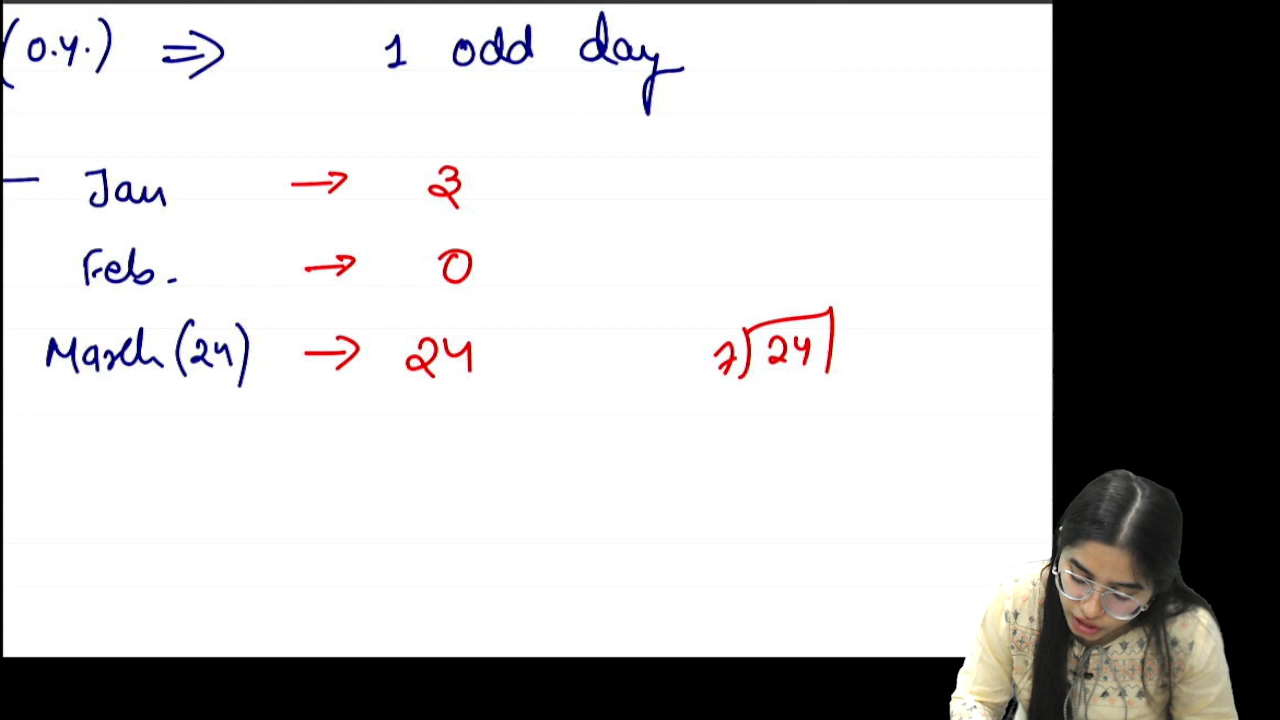 (O.Y.) ⇒ 1 odd day
- Jan → 3
Feb. → 0
March (24) → 24 7)24